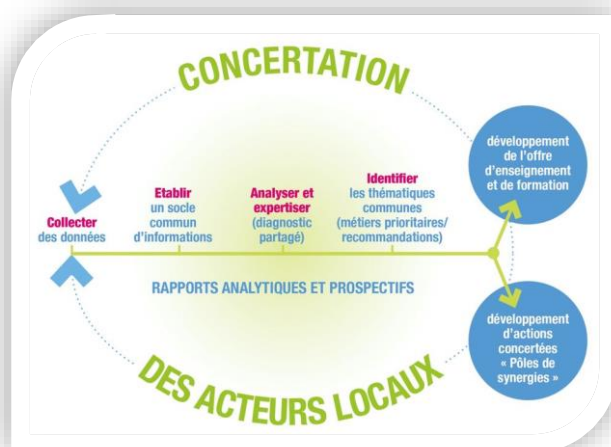 CONCERTATION
Collecter
des données
Etablir
un socle
commun
d'informations
Analyser et
expertiser
(diagnostic
partagé)
Identifier
les thématiques
communes
(métiers prioritaires/
recommandations)
développement
de l'offre
d'enseignement
et de formation
RAPPORTS ANALYTIQUES ET PROSPECTIFS
développement
d'actions
concertées
« Pôles de
synergies »
DES ACTEURS LOCAUX